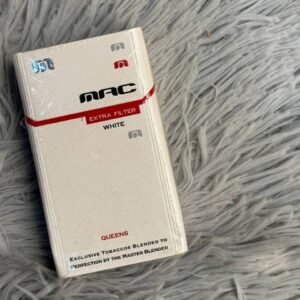 mac
EXTRA FILTER
WHITE
QUEENS
EXCLUSIVE TOBACCOS BLENDED TO
PERFECTION BY THE MASTER BLENDER